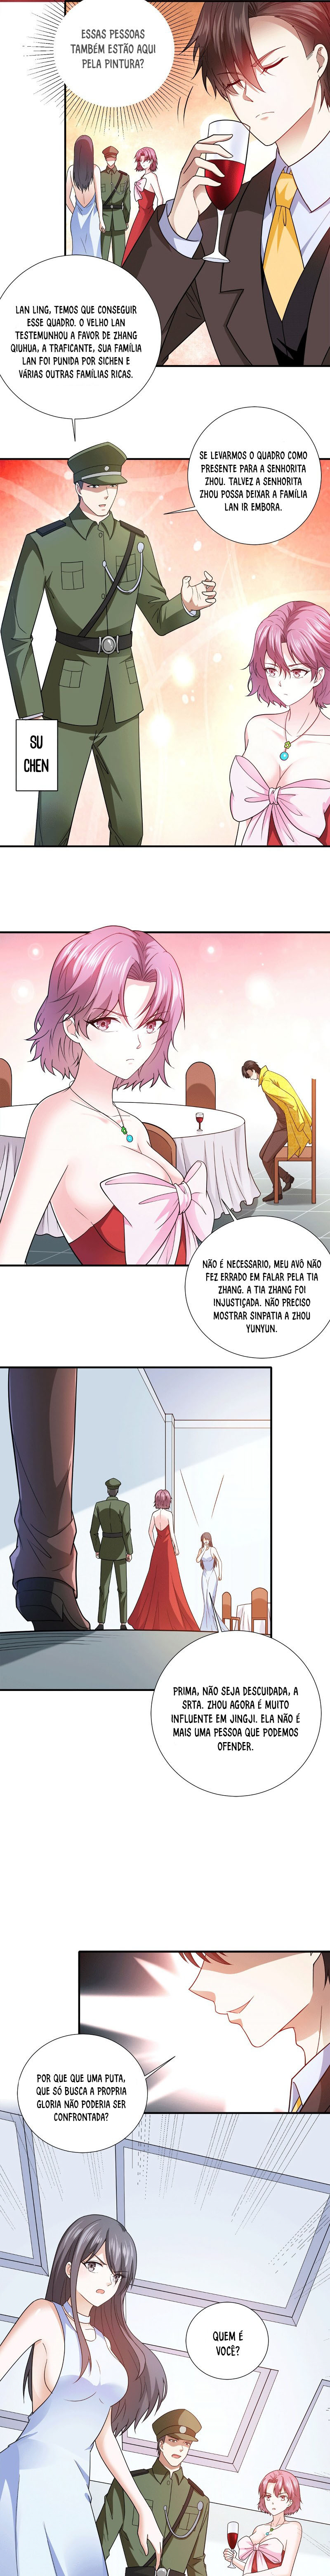 ESSAS PESSOAS
TAMBÉM ESTÃO AQUI
PELA PINTURA?
LAN LING, TEMOS QUE CONSEGUIR
ESSE QUADRO. O VELHO LAN
TESTEMUNHOU A FAVOR DE ZHANG
QIUHUA, A TRAFICANTE, SUA FAMÍLIA
LAN FOI PUNIDA POR SICHEN E
VÁRIAS OUTRAS FAMÍLIAS RICAS.
SE LEVARMOS O QUADRO COMO
PRESENTE PARA A SENHORITA
ZHOU. TALVEZ A SENHORITA
ZHOU POSSA DEIXAR A FAMÍLIA
LAN IR EMBORA.
SU
CHEN
NÃO É NECESSARIO, MEU AVÔ NÃO
FEZ ERRADO EM FALAR PELA TIA
ZHANG. A TIA ZHANG FOI
INJUSTIÇADA. NÃO PRECISO
MOSTRAR SINPATIA A ZHOU
YUNYUN.
PRIMA, NÃO SEJA DESCUIDADA, A
SRTA. ZHOU AGORA É MUITO
INFLUENTE EM JINGJI. ELA NÃO É
MAIS UMA PESSOA QUE PODEMOS
OFENDER.
POR QUE QUE UMA PUTA,
QUE SÓ BUSCA A PROPRIA
GLORIA NÃO PODERIA SER
CONFRONTADA?
QUEM É
VOCÊ?